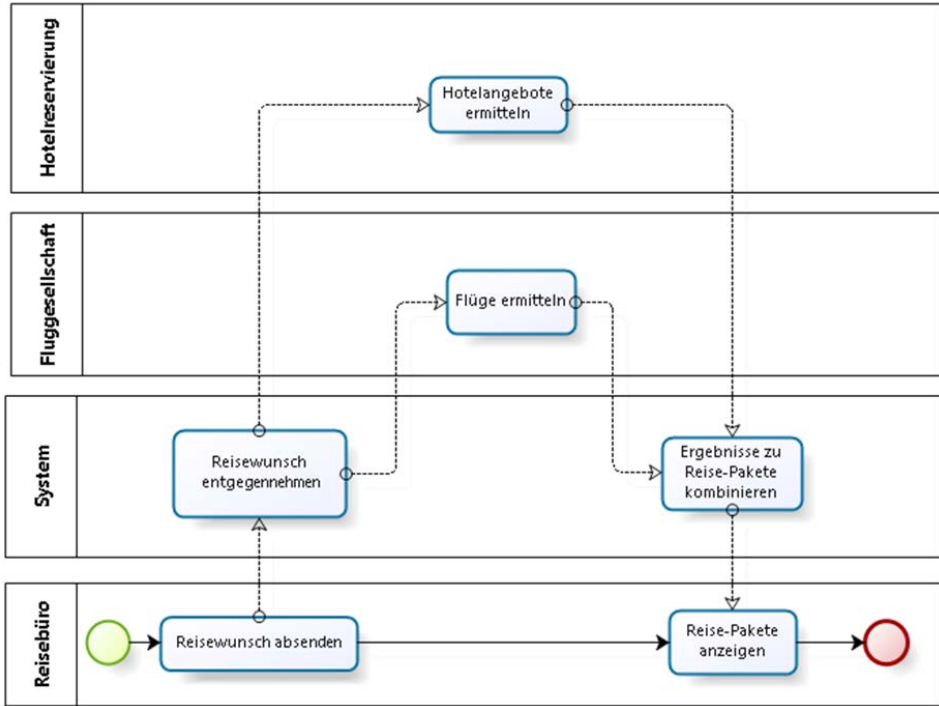 Hotelreservierung
Hotelangebote
ermitteln
Fluggesellschaft
Flüge ermitteln
System
Reisewunsch
entgegennehmen
Ergebnisse zu
Reise-Pakete
kombinieren
Reisebüro
Reisewunsch absenden
Reise-Pakete
anzeigen